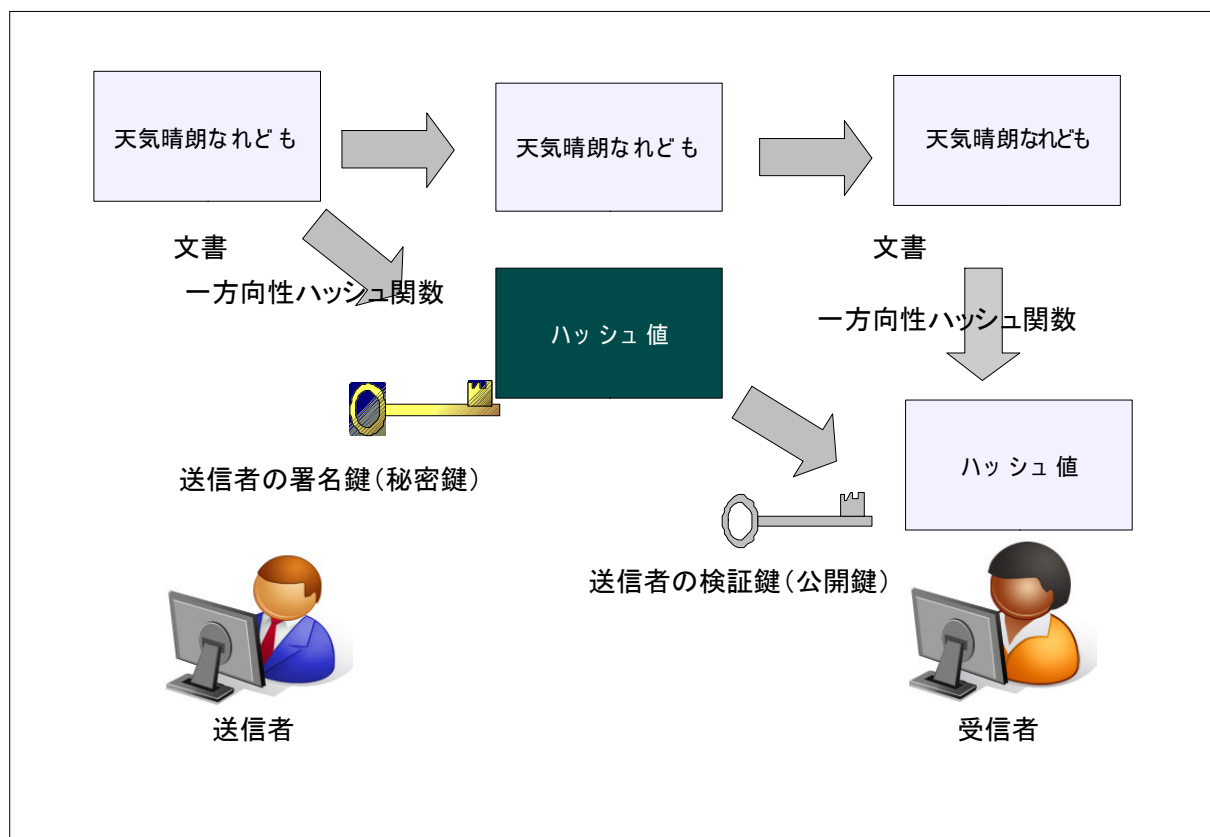 天気晴朗なれども
天気晴朗なれども
天気晴朗なれども
文書
文書
一方向性ハッシュ関数
一方向性ハッシュ関数
ハッシュ値
ハッシュ値
送信者の署名鍵(秘密鍵)
送信者の検証鍵(公開鍵)
送信者
受信者